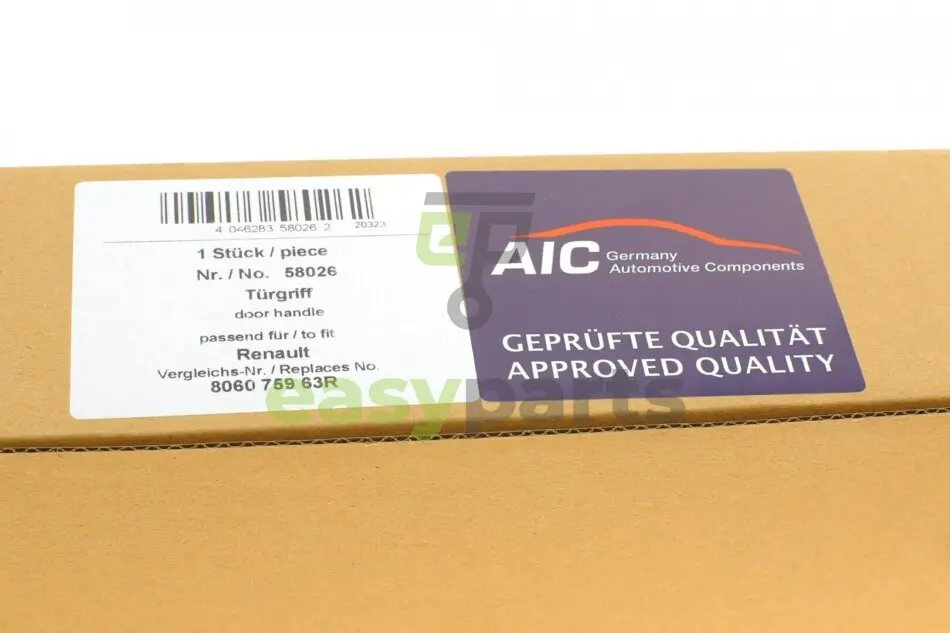 4 046283 58026 2
20323
1 Stück / piece
Nr. / No. 58026
Türgriff
door handle
passend für / to fit
Renault
Vergleichs-Nr. / Replaces No.
8060 759 63R
AIC Germany
Automotive Components
GEPRÜFTE QUALITÄT
APPROVED QUALITY
easyparts